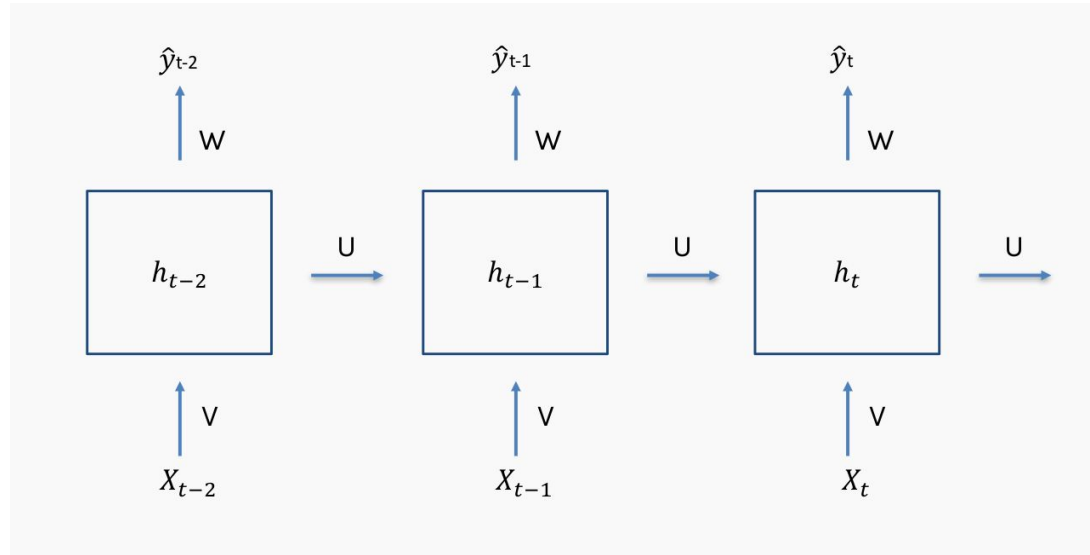 ŷt-2 ŷt-1 ŷt
W W W
U U U
hₜ₋₂ hₜ₋₁ hₜ
V V V
Xₜ₋₂ Xₜ₋₁ Xₜ